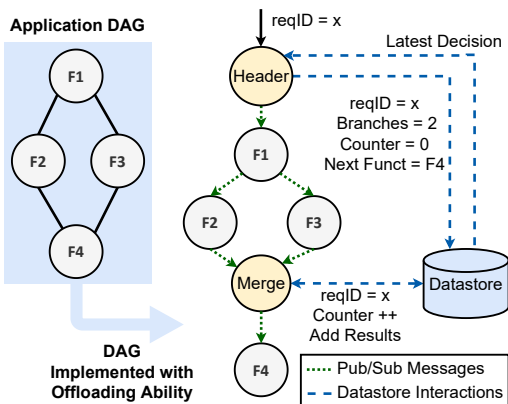 Application DAG
F1
F2
F3
F4
DAG
Implemented with
Offloading Ability
reqID = x
Header
Latest Decision
reqID = x
Branches = 2
Counter = 0
Next Funct = F4
F1
F2
F3
Merge
reqID = x
Counter ++
Add Results
Datastore
F4
Pub/Sub Messages
Datastore Interactions